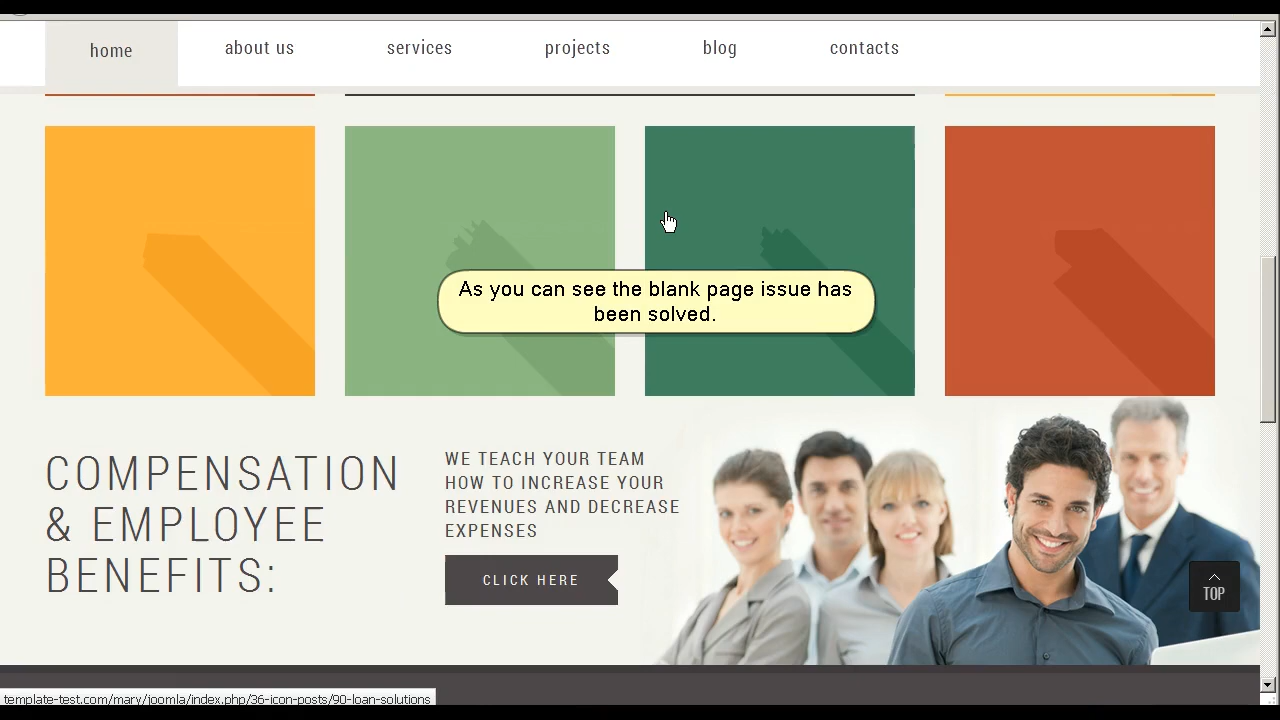 home
about us
services
projects
blog
contacts
As you can see the blank page issue has
been solved.
COMPENSATION
& EMPLOYEE
BENEFITS:
WE TEACH YOUR TEAM
HOW TO INCREASE YOUR
REVENUES AND DECREASE
EXPENSES
CLICK HERE
TOP
template-test.com/mary/joomla/index.php/36-icon-posts/90-loan-solutions